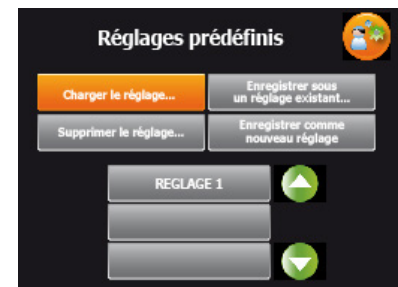 Réglages prédéfinis
Charger le réglage...
Enregistrer sous
un réglage existant...
Supprimer le réglage...
Enregistrer comme
nouveau réglage
REGLAGE 1